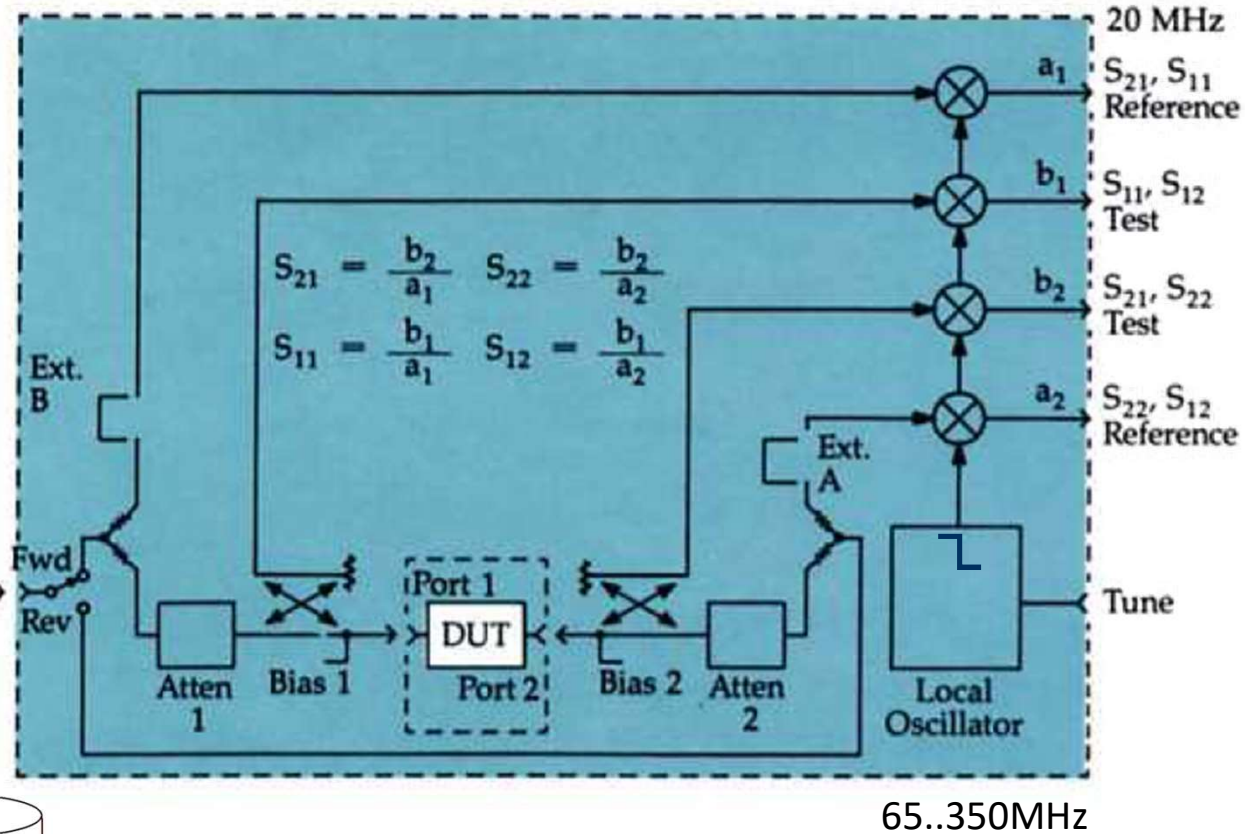 20 MHz
a1
S21, S11
Reference
b1
S11, S12
Test
S21 = b2/a1 S22 = b2/a2
b2
S21, S22
Test
S11 = b1/a1 S12 = b1/a2
Ext.
B
a2
S22, S12
Reference
Ext.
A
Fwd
Rev
Port 1
DUT
Port 2
Tune
Atten
1
Bias 1
Bias 2
Atten
2
Local
Oscillator
65..350MHz